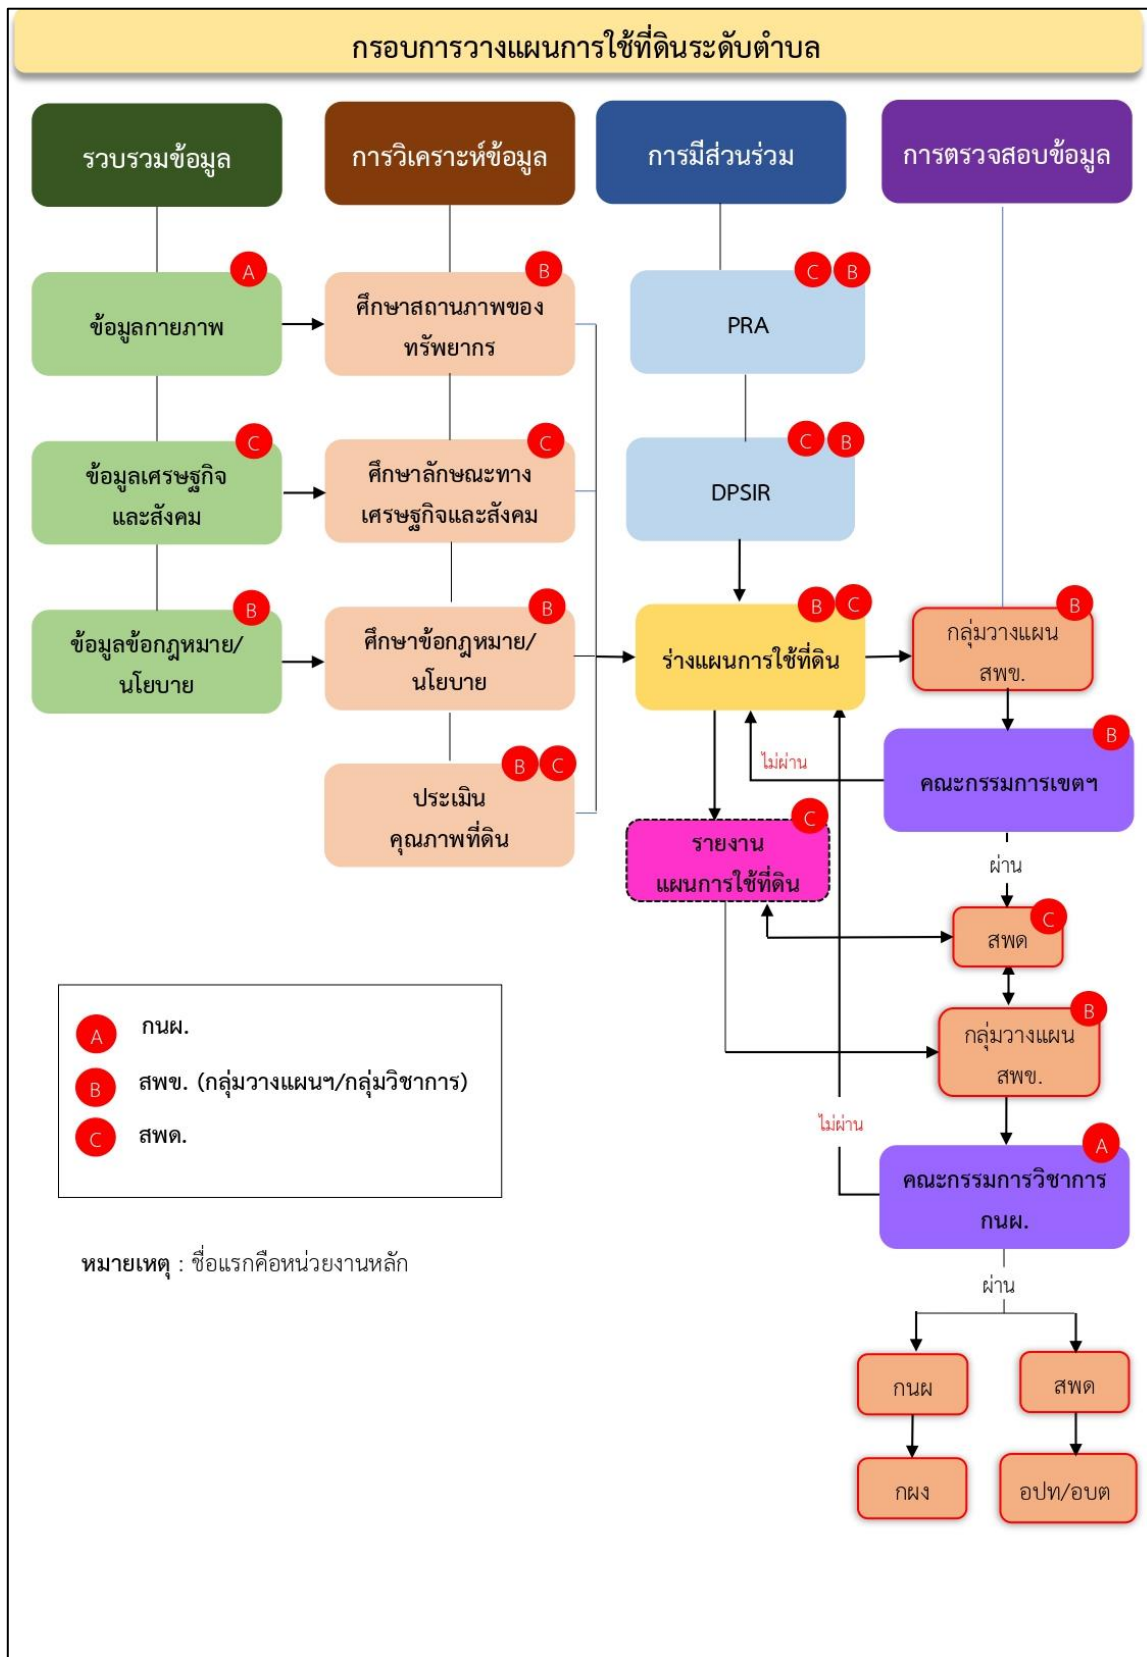 กรอบการวางแผนการใช้ที่ดินระดับตำบล
รวบรวมข้อมูล
การวิเคราะห์ข้อมูล
การมีส่วนร่วม
การตรวจสอบข้อมูล
A
ข้อมูลกายภาพ
B
ศึกษาสถานภาพของ
ทรัพยากร
C B
PRA
C
ข้อมูลเศรษฐกิจ
และสังคม
C
ศึกษาลักษณะทาง
เศรษฐกิจและสังคม
C B
DPSIR
B
ข้อมูลข้อกฎหมาย/
นโยบาย
B
ศึกษาข้อกฎหมาย/
นโยบาย
B C
ร่างแผนการใช้ที่ดิน
B
กลุ่มวางแผน
สพข.
B C
ประเมิน
คุณภาพที่ดิน
ไม่ผ่าน
B
คณะกรรมการเขตฯ
C
รายงาน
แผนการใช้ที่ดิน
ผ่าน
C
สพด
B
กลุ่มวางแผน
สพข.
A กนผ.
B สพข. (กลุ่มวางแผนฯ/กลุ่มวิชาการ)
C สพด.
ไม่ผ่าน
A
คณะกรรมการวิชาการ
กนผ.
หมายเหตุ : ชื่อแรกคือหน่วยงานหลัก
ผ่าน
กนผ
สพด
กผง
อปท/อบต